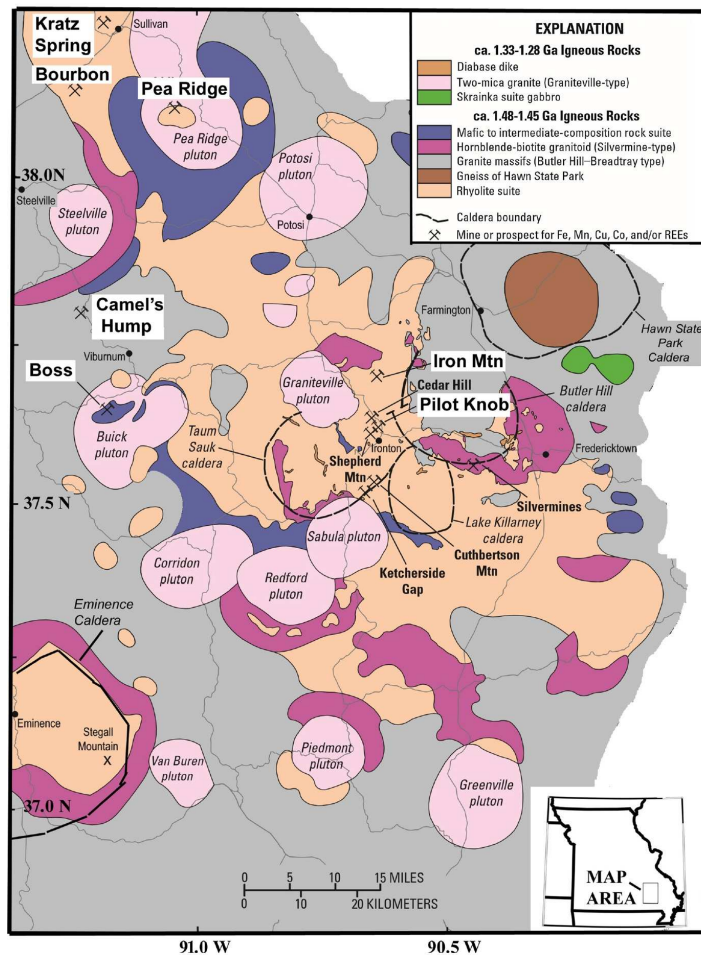 Kratz
Spring
Sullivan
Bourbon
Pea Ridge
Pea Ridge
pluton
Potosi
pluton
38.0N
Steelville
Steelville
pluton
Potosi
EXPLANATION
ca. 1.33-1.28 Ga Igneous Rocks
Diabase dike
Two-mica granite (Graniteville-type)
Skrainka suite gabbro
ca. 1.48-1.45 Ga Igneous Rocks
Mafic to intermediate-composition rock suite
Hornblende-biotite granitoid (Silvermine-type)
Granite massifs (Butler Hill–Breadtray type)
Gneiss of Hawn State Park
Rhyolite suite
Caldera boundary
Mine or prospect for Fe, Mn, Cu, Co, and/or REEs
Camel's
Hump
Farmington
Hawn State
Park
Caldera
Viburnum
Boss
Iron Mtn
Graniteville
pluton
Cedar Hill
Pilot Knob
Butler Hill
caldera
Buick
pluton
Taum
Sauk
caldera
Ironton
Shepherd
Mtn
Fredericktown
37.5 N
Silvermines
Lake Killarney
caldera
Sabula pluton
Cuthbertson
Mtn
Corridon
pluton
Redford
pluton
Ketcherside
Gap
Eminence
Caldera
Eminence
Stegall
Mountain
X
Van Buren
pluton
Piedmont
pluton
Greenville
pluton
37.0 N
0 5 10 15 MILES
0 10 20 KILOMETERS
MAP
AREA
91.0 W
90.5 W